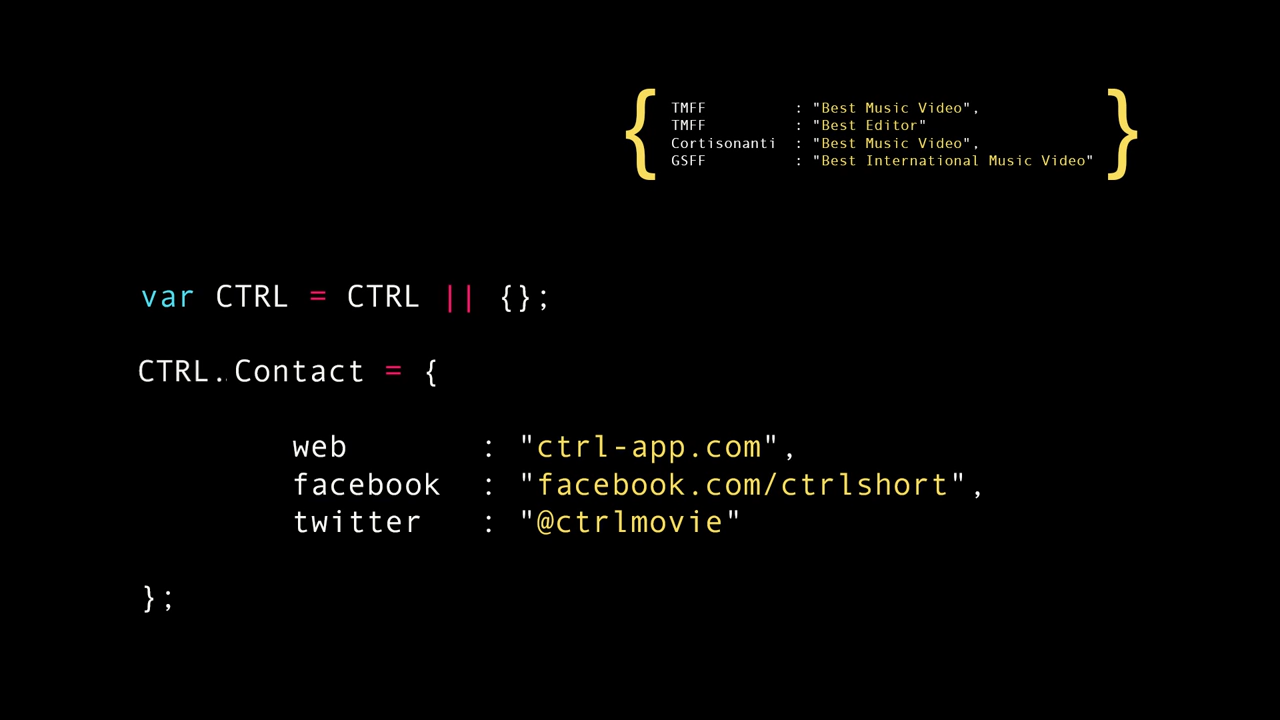 { TMFF : "Best Music Video",
TMFF : "Best Editor"
Cortisonanti : "Best Music Video",
GSFF : "Best International Music Video" }
var CTRL = CTRL || {};
CTRL.Contact = {
web : "ctrl-app.com",
facebook : "facebook.com/ctrlshort",
twitter : "@ctrlmovie"
};